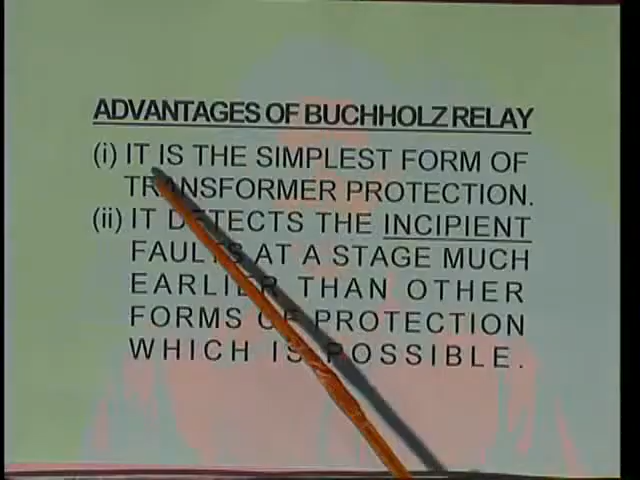 ADVANTAGES OF BUCHHOLZ RELAY
(i) IT IS THE SIMPLEST FORM OF
TRANSFORMER PROTECTION.
(ii) IT DETECTS THE INCIPIENT
FAULTS AT A STAGE MUCH
EARLIER THAN OTHER
FORMS OF PROTECTION
WHICH IS POSSIBLE.